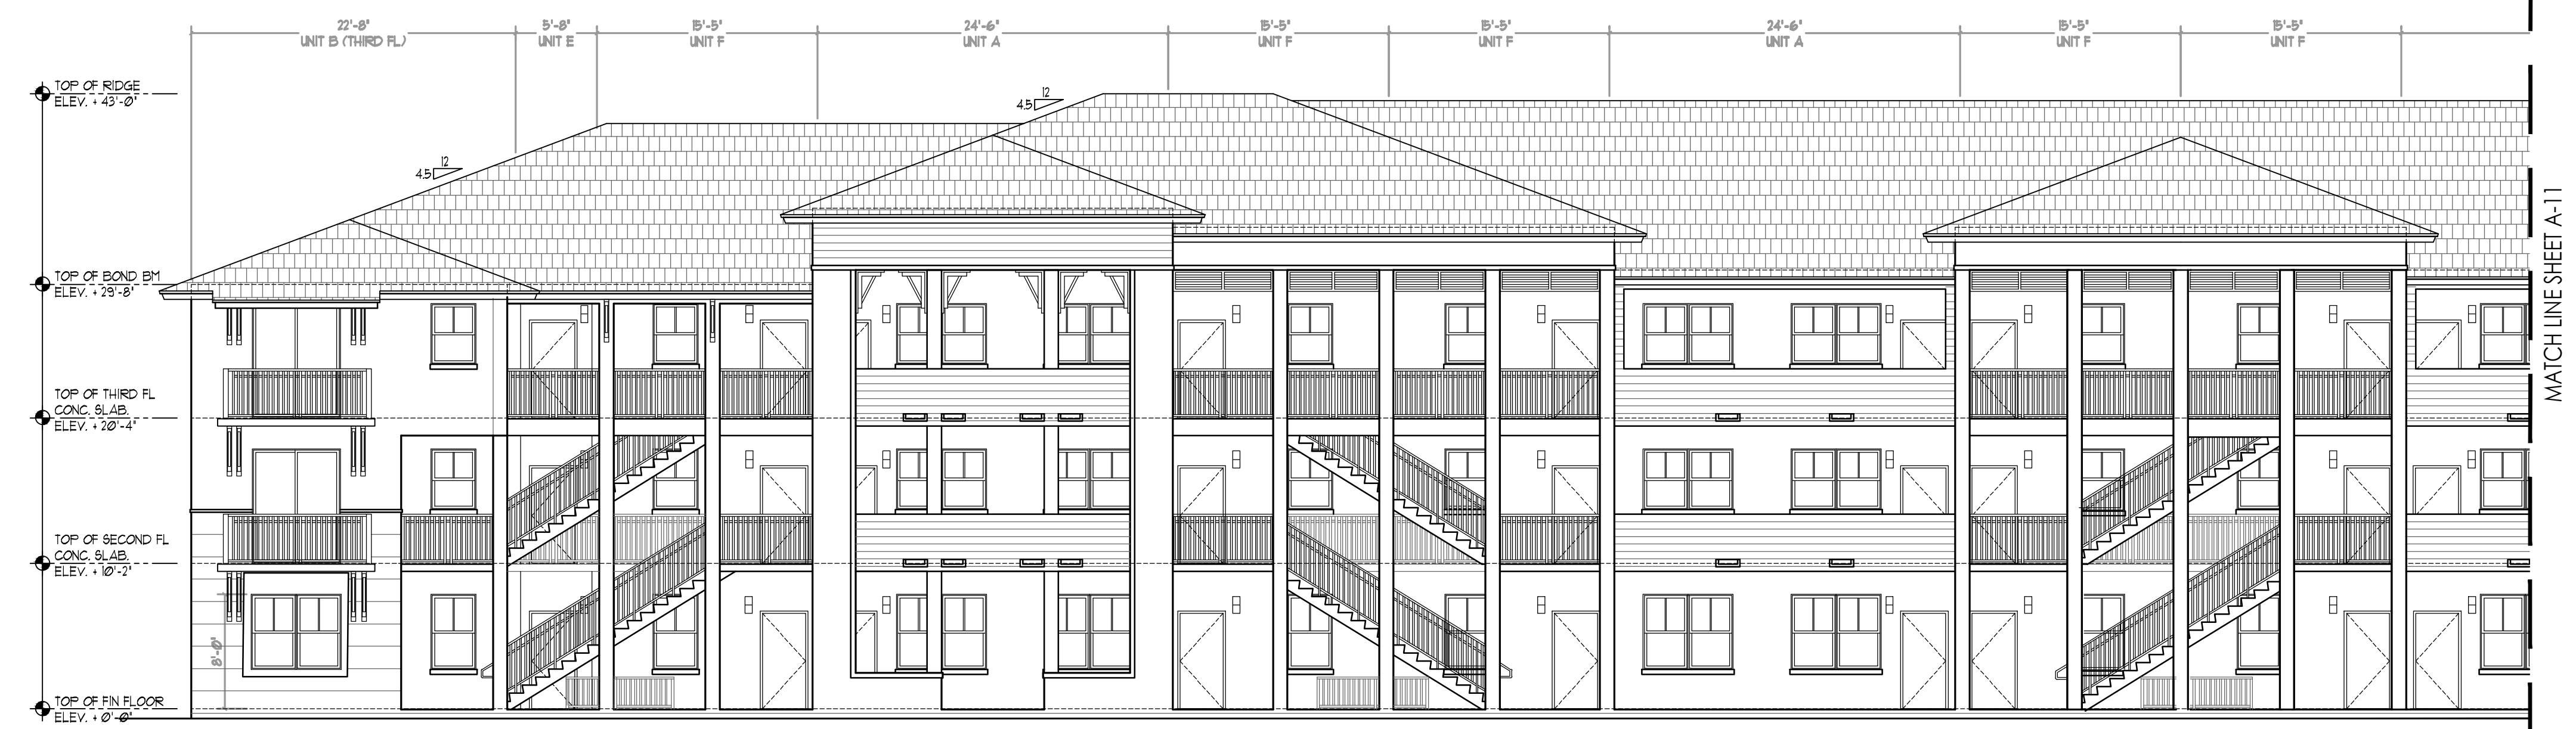 22'-8"
UNIT B (THIRD FL)
5'-8"
UNIT E
15'-5"
UNIT F
24'-6"
UNIT A
15'-5"
UNIT F
15'-5"
UNIT F
24'-6"
UNIT A
15'-5"
UNIT F
15'-5"
UNIT F
TOP OF RIDGE
ELEV. + 43'-0"
12
4.5
12
4.5
TOP OF BOND BM
ELEV. + 29'-8"
TOP OF THIRD FL
CONC. SLAB.
ELEV. + 20'-4"
TOP OF SECOND FL
CONC. SLAB.
ELEV. + 10'-2"
8'-0"
TOP OF FIN FLOOR
ELEV. + 0'-0"
MATCH LINE SHEET A-11